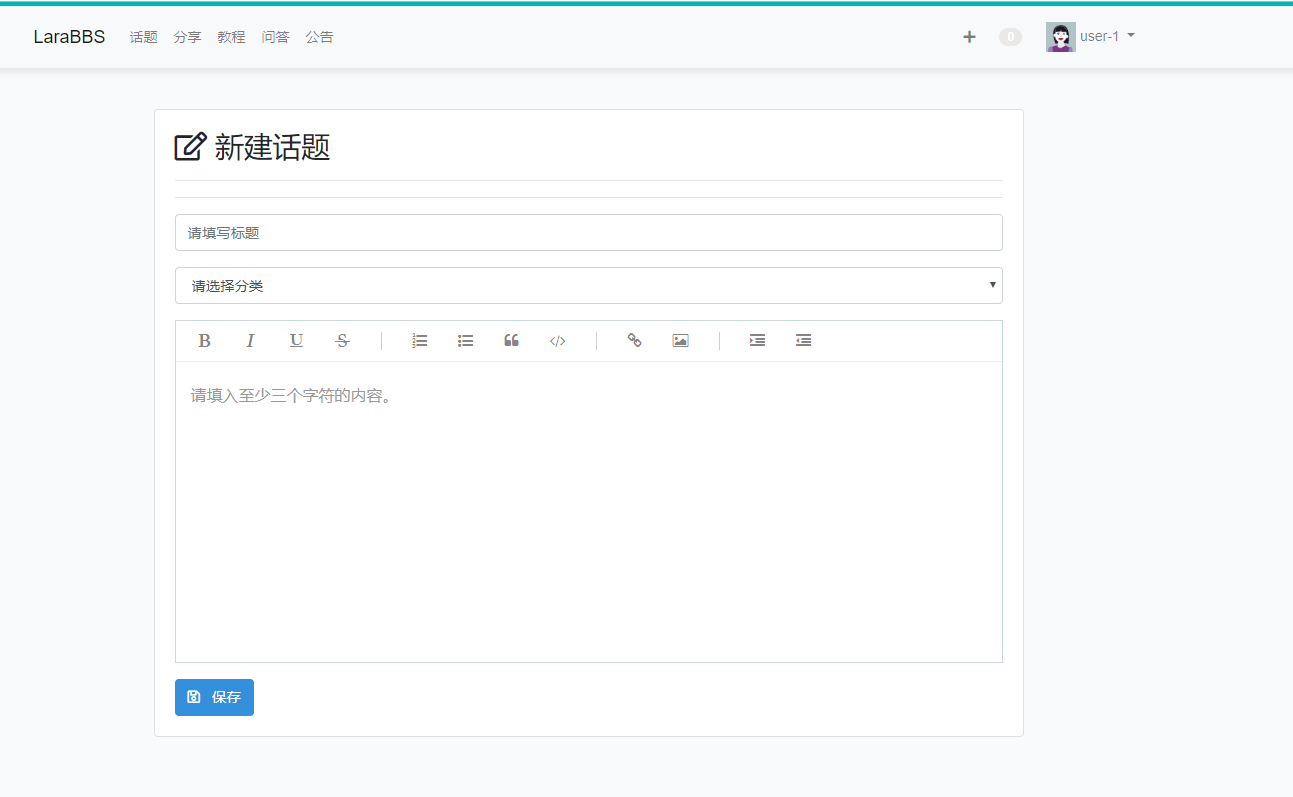 LaraBBS 话题 分享 教程 问答 公告 0 user-1
新建话题
请填写标题
请选择分类
B I U S
请填入至少三个字符的内容。
保存